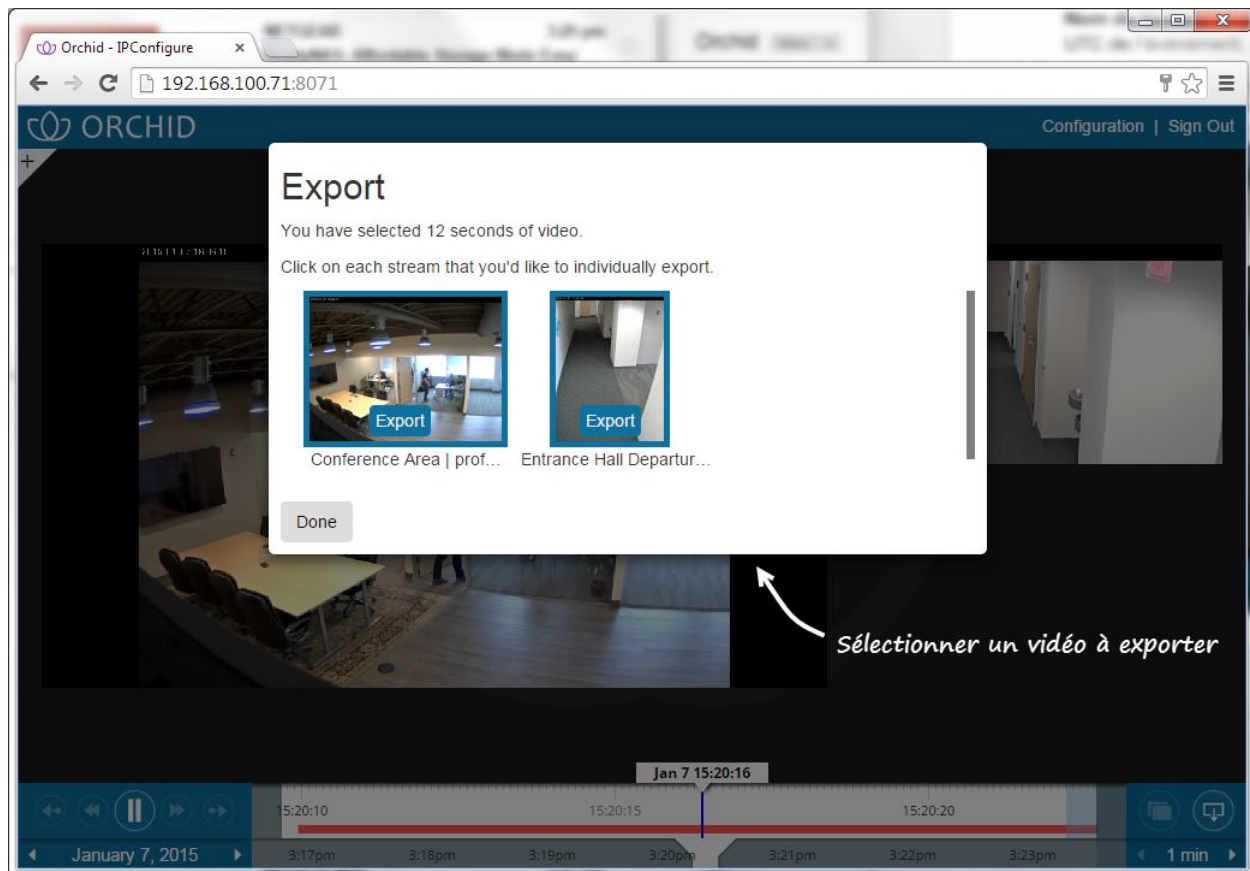 Orchid - IPConfigure
192.168.100.71:8071
ORCHID
Configuration | Sign Out
Export
You have selected 12 seconds of video.
Click on each stream that you'd like to individually export.
Export
Export
Conference Area | prof...
Entrance Hall Departur...
Done
Sélectionner un vidéo à exporter
Jan 7 15:20:16
15:20:10 15:20:15 15:20:20
January 7, 2015
3:17pm 3:18pm 3:19pm 3:20pm 3:21pm 3:22pm 3:23pm
1 min